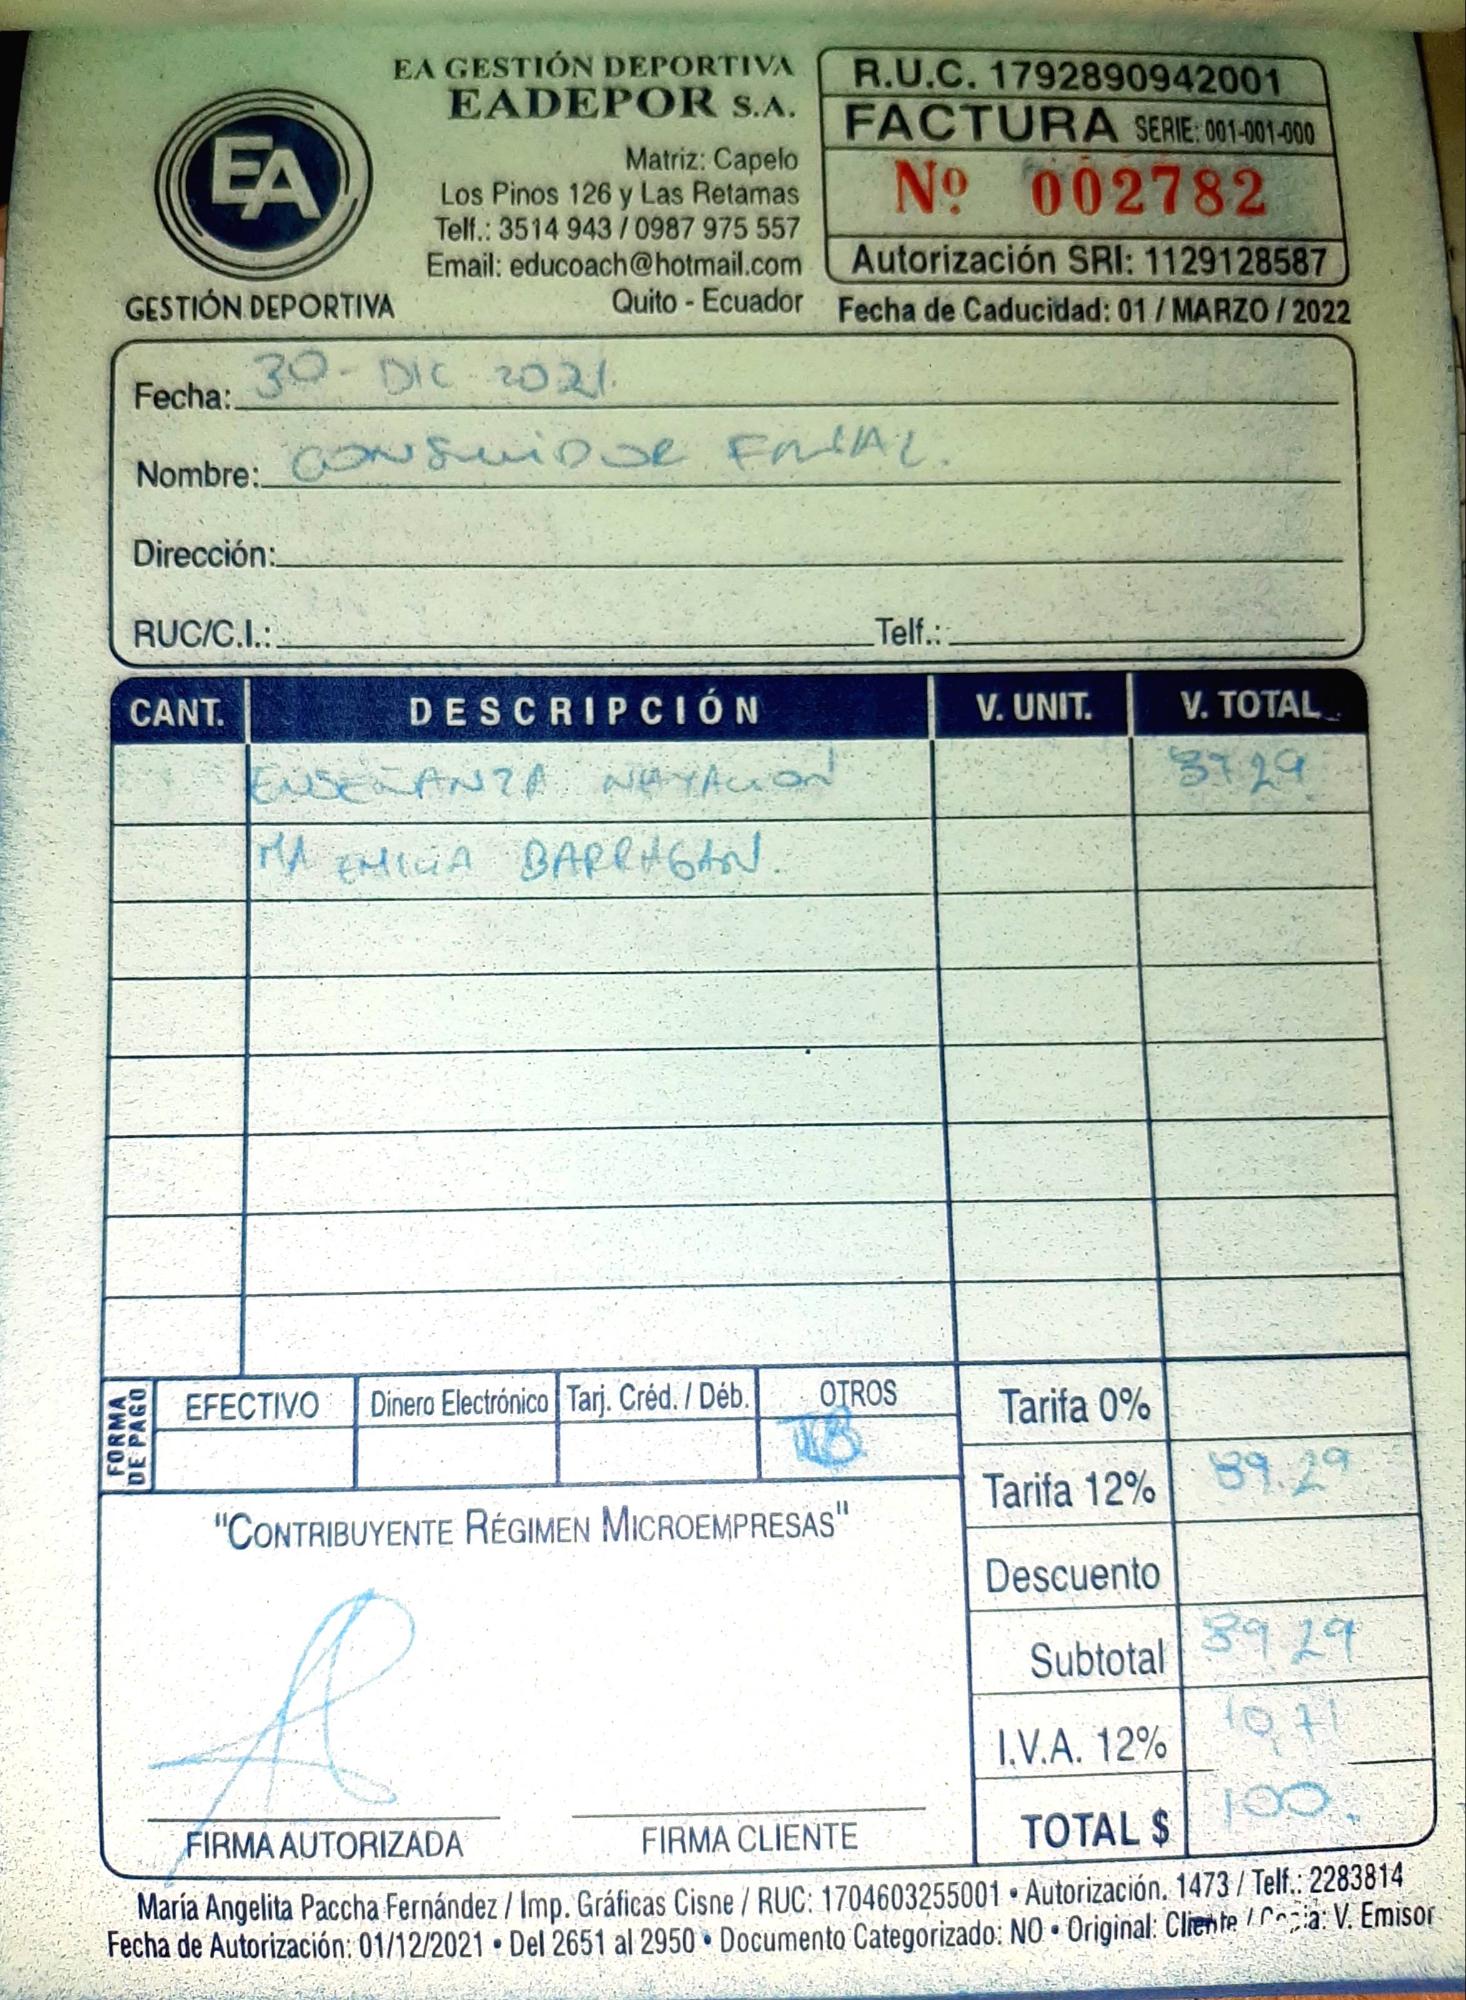 EA GESTIÓN DEPORTIVA
EADEPOR S.A.
EA
GESTIÓN DEPORTIVA
Matriz: Capelo
Los Pinos 126 y Las Retamas
Telf.: 3514 943 / 0987 975 557
Email: educoach@hotmail.com
Quito - Ecuador
R.U.C. 1792890942001
FACTURA SERIE: 001-001-000
Nº 002782
Autorización SRI: 1129128587
Fecha de Caducidad: 01 / MARZO / 2022
Fecha: 30 - DIC 2021.
Nombre: CONSUMIDOR FINAL.
Dirección:
RUC/C.I.: Telf.:
CANT. DESCRIPCIÓN V. UNIT. V. TOTAL
ENSEÑANZA NATACION 89.29
MA EMILIA BARRAGAN.
FORMA DE PAGO
EFECTIVO Dinero Electrónico Tarj. Créd. / Déb. OTROS
Tarifa 0%
Tarifa 12% 89.29
"CONTRIBUYENTE RÉGIMEN MICROEMPRESAS"
Descuento
Subtotal 89.29
I.V.A. 12% 10,71
TOTAL $ 100.
FIRMA AUTORIZADA FIRMA CLIENTE
María Angelita Paccha Fernández / Imp. Gráficas Cisne / RUC: 1704603255001 • Autorización. 1473 / Telf.: 2283814
Fecha de Autorización: 01/12/2021 • Del 2651 al 2950 • Documento Categorizado: NO • Original: Cliente / Copia: V. Emisor